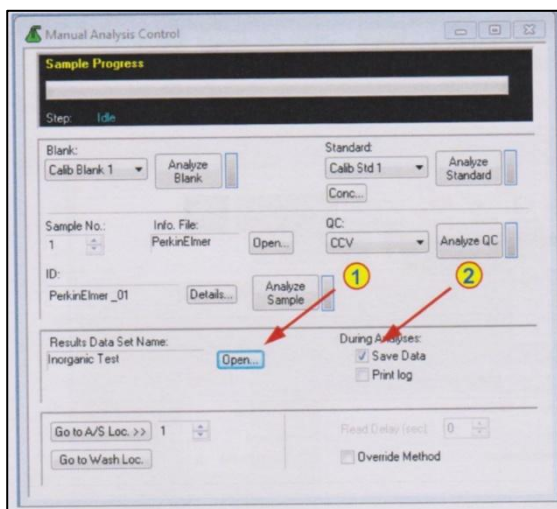 Manual Analysis Control
Sample Progress
Step: Idle
Blank: Standard:
Calib Blank 1 Analyze Blank Calib Std 1 Analyze Standard
Conc...
Sample No.: Info. File: QC:
1 PerkinElmer Open... CCV Analyze QC
ID:
PerkinElmer _01 Details... Analyze Sample
1 2
Results Data Set Name: During Analyses:
Inorganic Test Open... Save Data
Print log
Go to A/S Loc. >> 1 Read Delay (sec) 0
Go to Wash Loc. Override Method